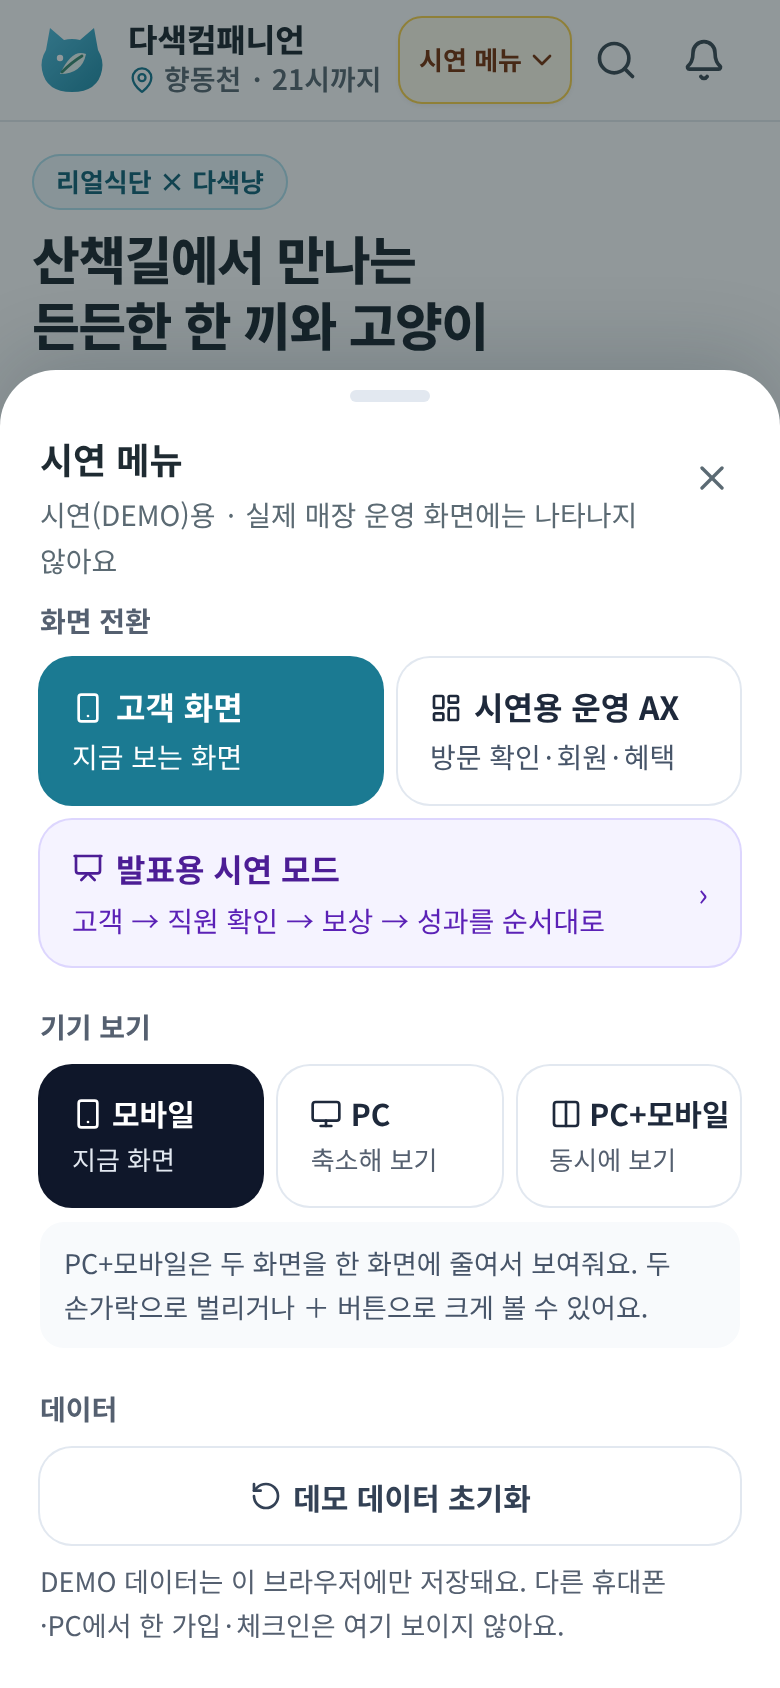 다색컴패니언
향동천 · 21시까지
시연 메뉴
리얼식단 × 다색냥
산책길에서 만나는
든든한 한 끼와 고양이
시연 메뉴
시연(DEMO)용 · 실제 매장 운영 화면에는 나타나지
않아요
화면 전환
고객 화면
지금 보는 화면
시연용 운영 AX
방문 확인·회원·혜택
발표용 시연 모드
고객 → 직원 확인 → 보상 → 성과를 순서대로
기기 보기
모바일
지금 화면
PC
축소해 보기
PC+모바일
동시에 보기
PC+모바일은 두 화면을 한 화면에 줄여서 보여줘요. 두
손가락으로 벌리거나 ＋ 버튼으로 크게 볼 수 있어요.
데이터
데모 데이터 초기화
DEMO 데이터는 이 브라우저에만 저장돼요. 다른 휴대폰
·PC에서 한 가입·체크인은 여기 보이지 않아요.